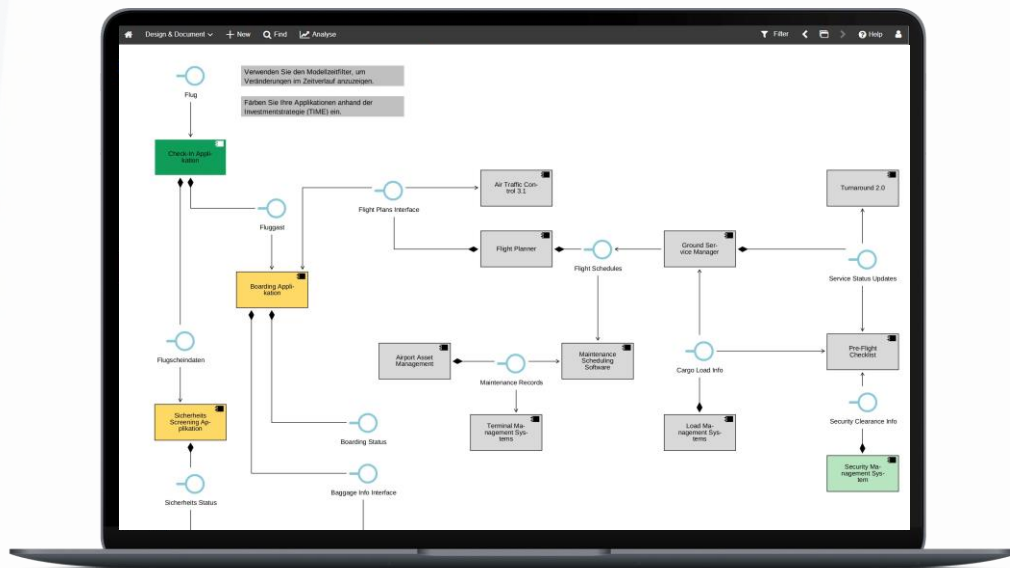 Design & Document
New
Find
Analyse
Filter
Help
Verwenden Sie den Modellzeitfilter, um
Veränderungen im Zeitverlauf anzuzeigen.
Färben Sie Ihre Applikationen anhand der
Investmentstrategie (TIME) ein.
Flug
Check-In Appli-
kation
Fluggast
Boarding Appli-
kation
Flugscheindaten
Sicherheits
Screening Ap-
plikation
Sicherheits Status
Boarding Status
Baggage Info Interface
Flight Plans Interface
Air Traffic Con-
trol 3.1
Flight Planner
Flight Schedules
Ground Ser-
vice Manager
Turnaround 2.0
Service Status Updates
Airport Asset
Management
Maintenance Records
Maintenance
Scheduling
Software
Terminal Ma-
nagement Sys-
tems
Cargo Load Info
Load Ma-
nagement Sys-
tems
Pre-Flight
Checklist
Security Clearance Info
Security Ma-
nagement Sys-
tem